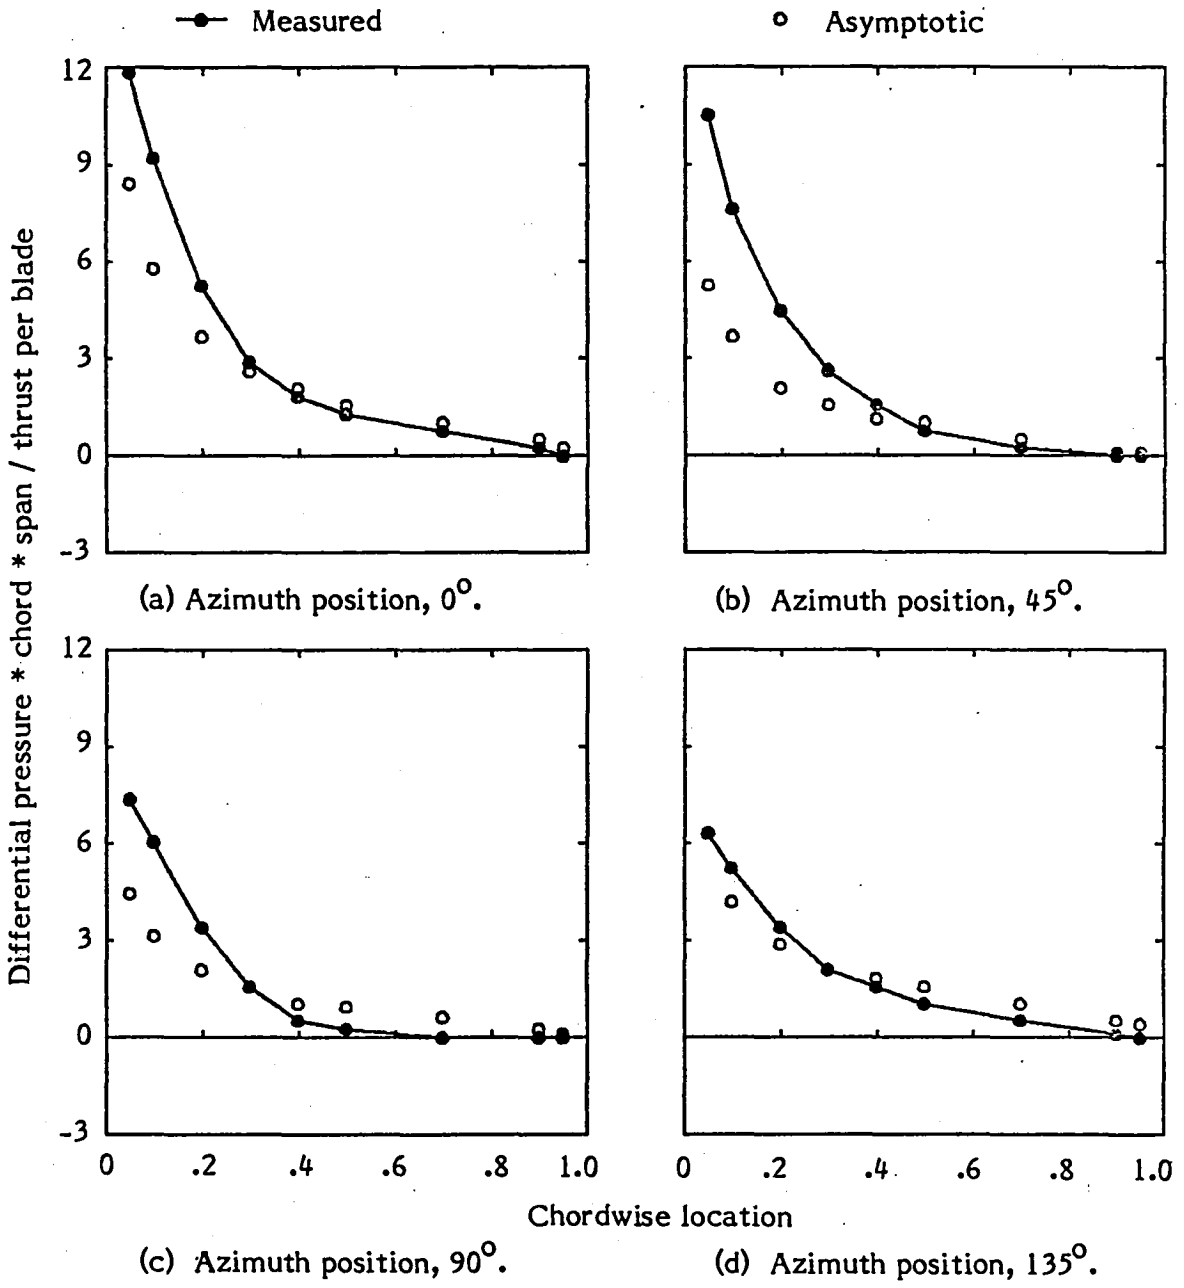 Measured
Asymptotic
Differential pressure * chord * span / thrust per blade
12
9
6
3
0
-3
(a) Azimuth position, 0°.
(b) Azimuth position, 45°.
12
9
6
3
0
-3
0 .2 .4 .6 .8 1.0
0 .2 .4 .6 .8 1.0
Chordwise location
(c) Azimuth position, 90°.
(d) Azimuth position, 135°.